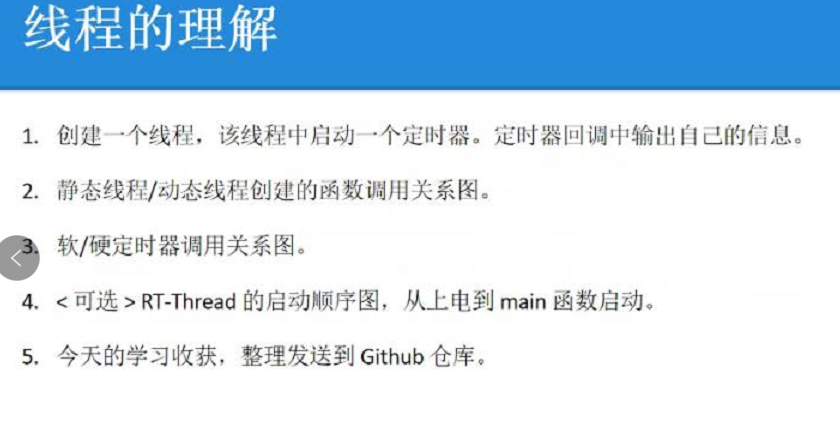 线程的理解
1. 创建一个线程，该线程中启动一个定时器。定时器回调中输出自己的信息。
2. 静态线程/动态线程创建的函数调用关系图。
3. 软/硬定时器调用关系图。
4. < 可选 > RT-Thread 的启动顺序图，从上电到 main 函数启动。
5. 今天的学习收获，整理发送到 Github 仓库。